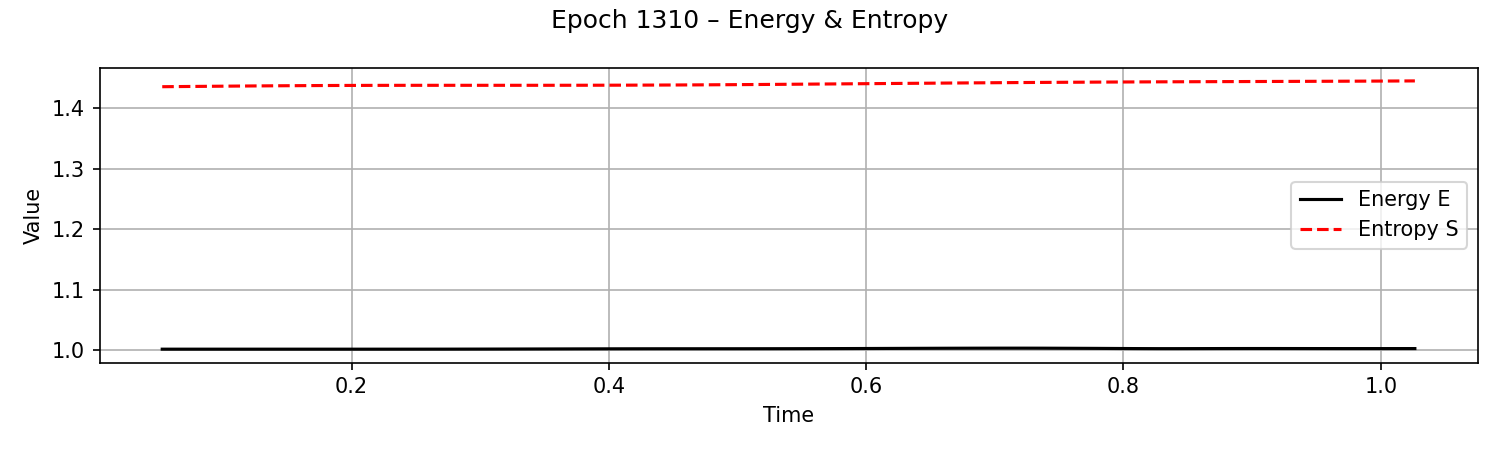 Epoch 1310 – Energy & Entropy
Value
1.4
1.3
1.2
1.1
1.0
Energy E
Entropy S
0.2
0.4
0.6
0.8
1.0
Time